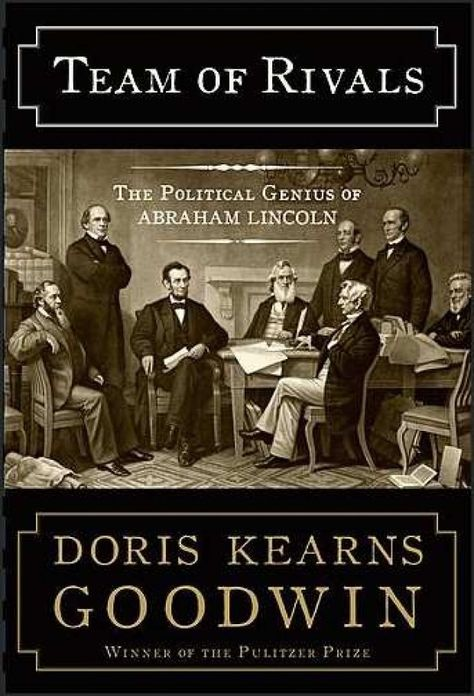 TEAM OF RIVALS
THE POLITICAL GENIUS OF
ABRAHAM LINCOLN
DORIS KEARNS
GOODWIN
WINNER OF THE PULITZER PRIZE